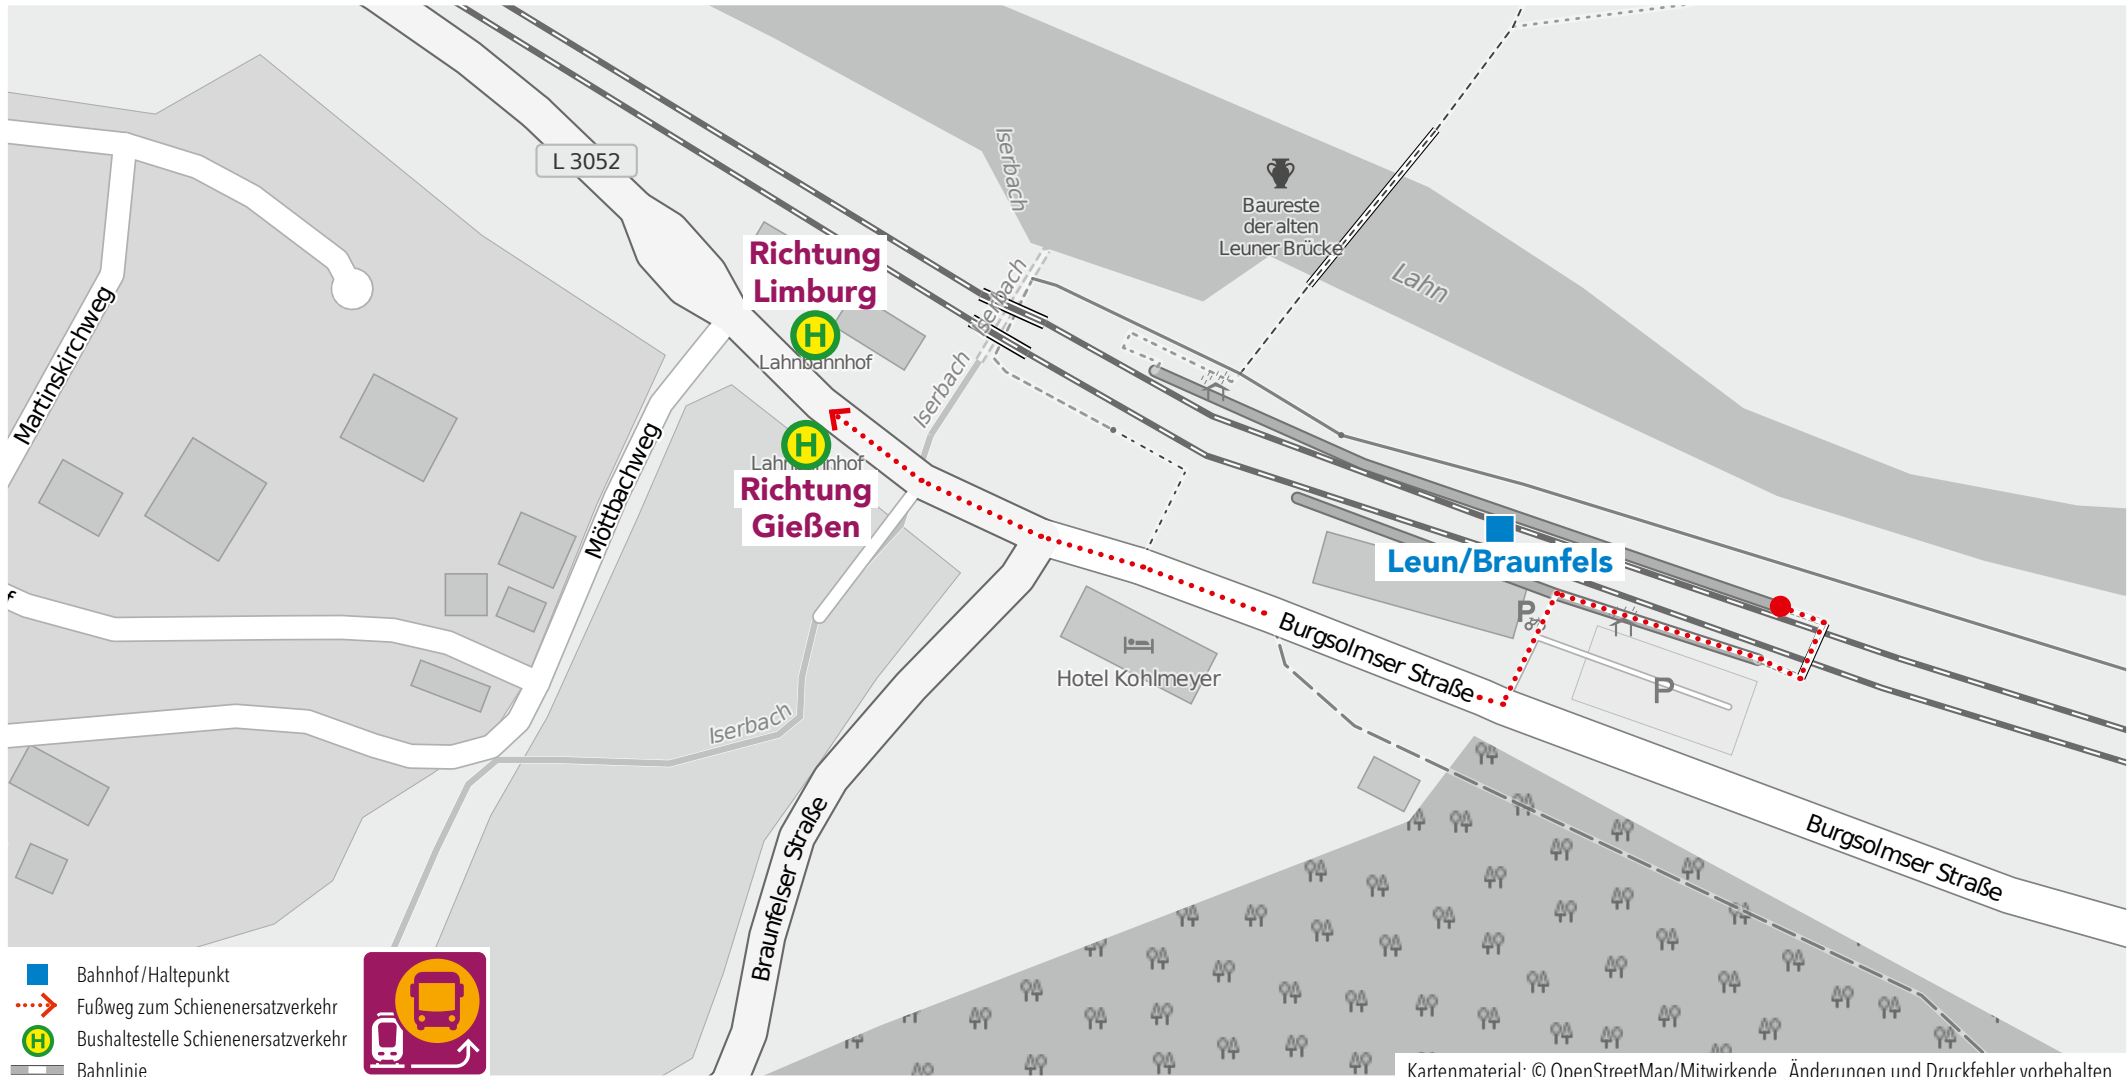 L 3052
Iserbach
Baureste
der alten
Leuner Brücke
Lahn
Richtung
Limburg
H
Lahnbahnhof
Iserbach
Iserbach
Martinskirchweg
Möttbachweg
H
Lahnbahnhof
Richtung
Gießen
Leun/Braunfels
P
P
Burgsolmser Straße
Hotel Kohlmeyer
Iserbach
Braunfelser Straße
Burgsolmser Straße
Bahnhof/Haltepunkt
Fußweg zum Schienenersatzverkehr
H
Bushaltestelle Schienenersatzverkehr
Bahnlinie
Kartenmaterial: © OpenStreetMap/Mitwirkende, Änderungen und Druckfehler vorbehalten